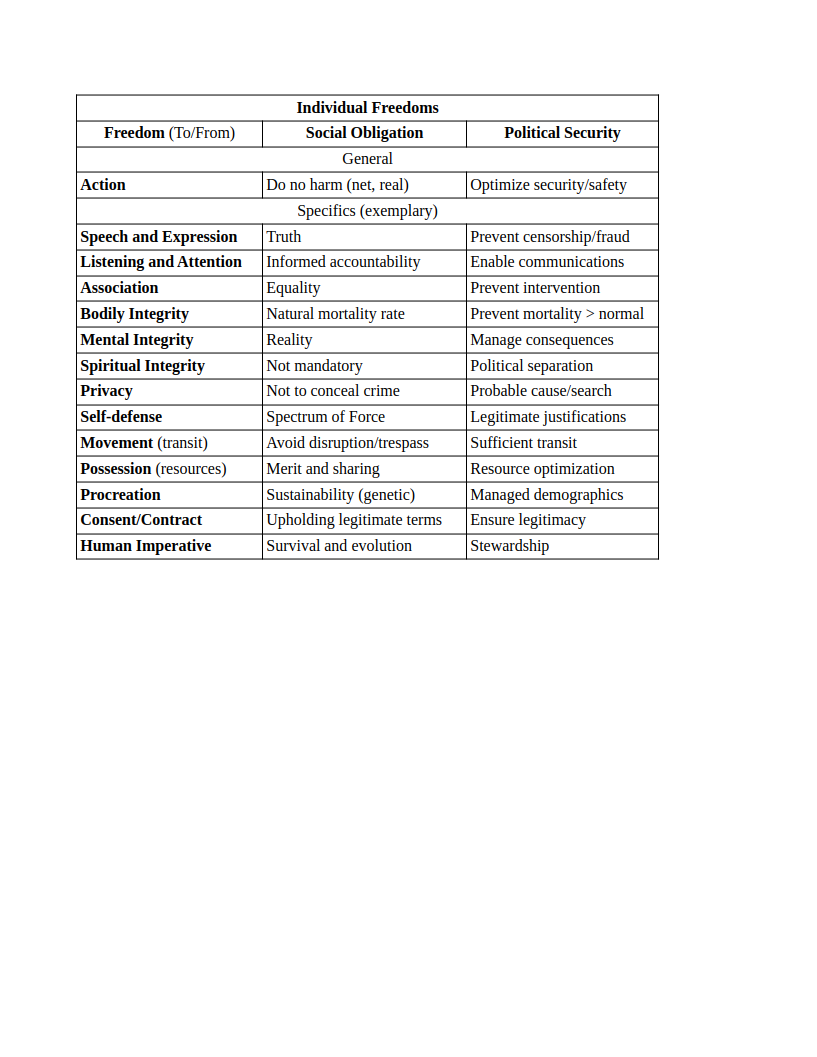 Individual Freedoms
Freedom (To/From) Social Obligation Political Security
General
Action Do no harm (net, real) Optimize security/safety
Specifics (exemplary)
Speech and Expression Truth Prevent censorship/fraud
Listening and Attention Informed accountability Enable communications
Association Equality Prevent intervention
Bodily Integrity Natural mortality rate Prevent mortality > normal
Mental Integrity Reality Manage consequences
Spiritual Integrity Not mandatory Political separation
Privacy Not to conceal crime Probable cause/search
Self-defense Spectrum of Force Legitimate justifications
Movement (transit) Avoid disruption/trespass Sufficient transit
Possession (resources) Merit and sharing Resource optimization
Procreation Sustainability (genetic) Managed demographics
Consent/Contract Upholding legitimate terms Ensure legitimacy
Human Imperative Survival and evolution Stewardship